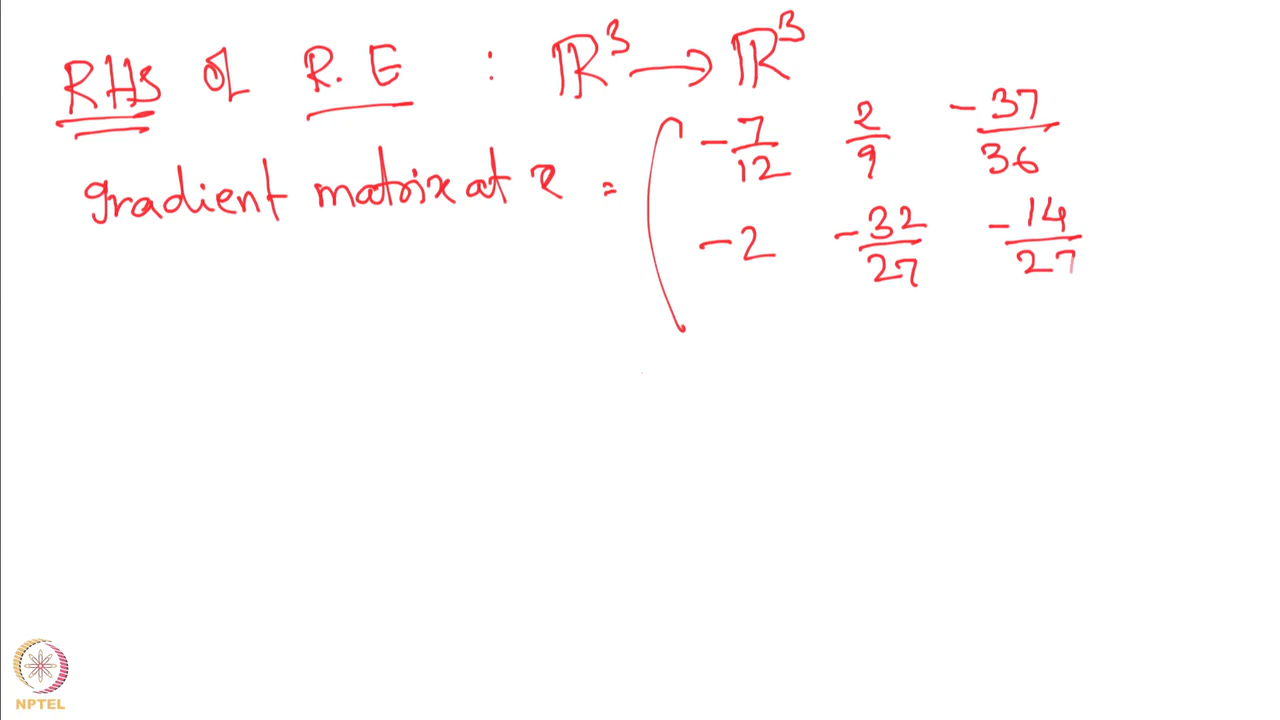 RHS of R.E : ℝ³ → ℝ³
gradient matrix at r = ( -7/12 2/9 -37/36
-2 -32/27 -14/27
NPTEL